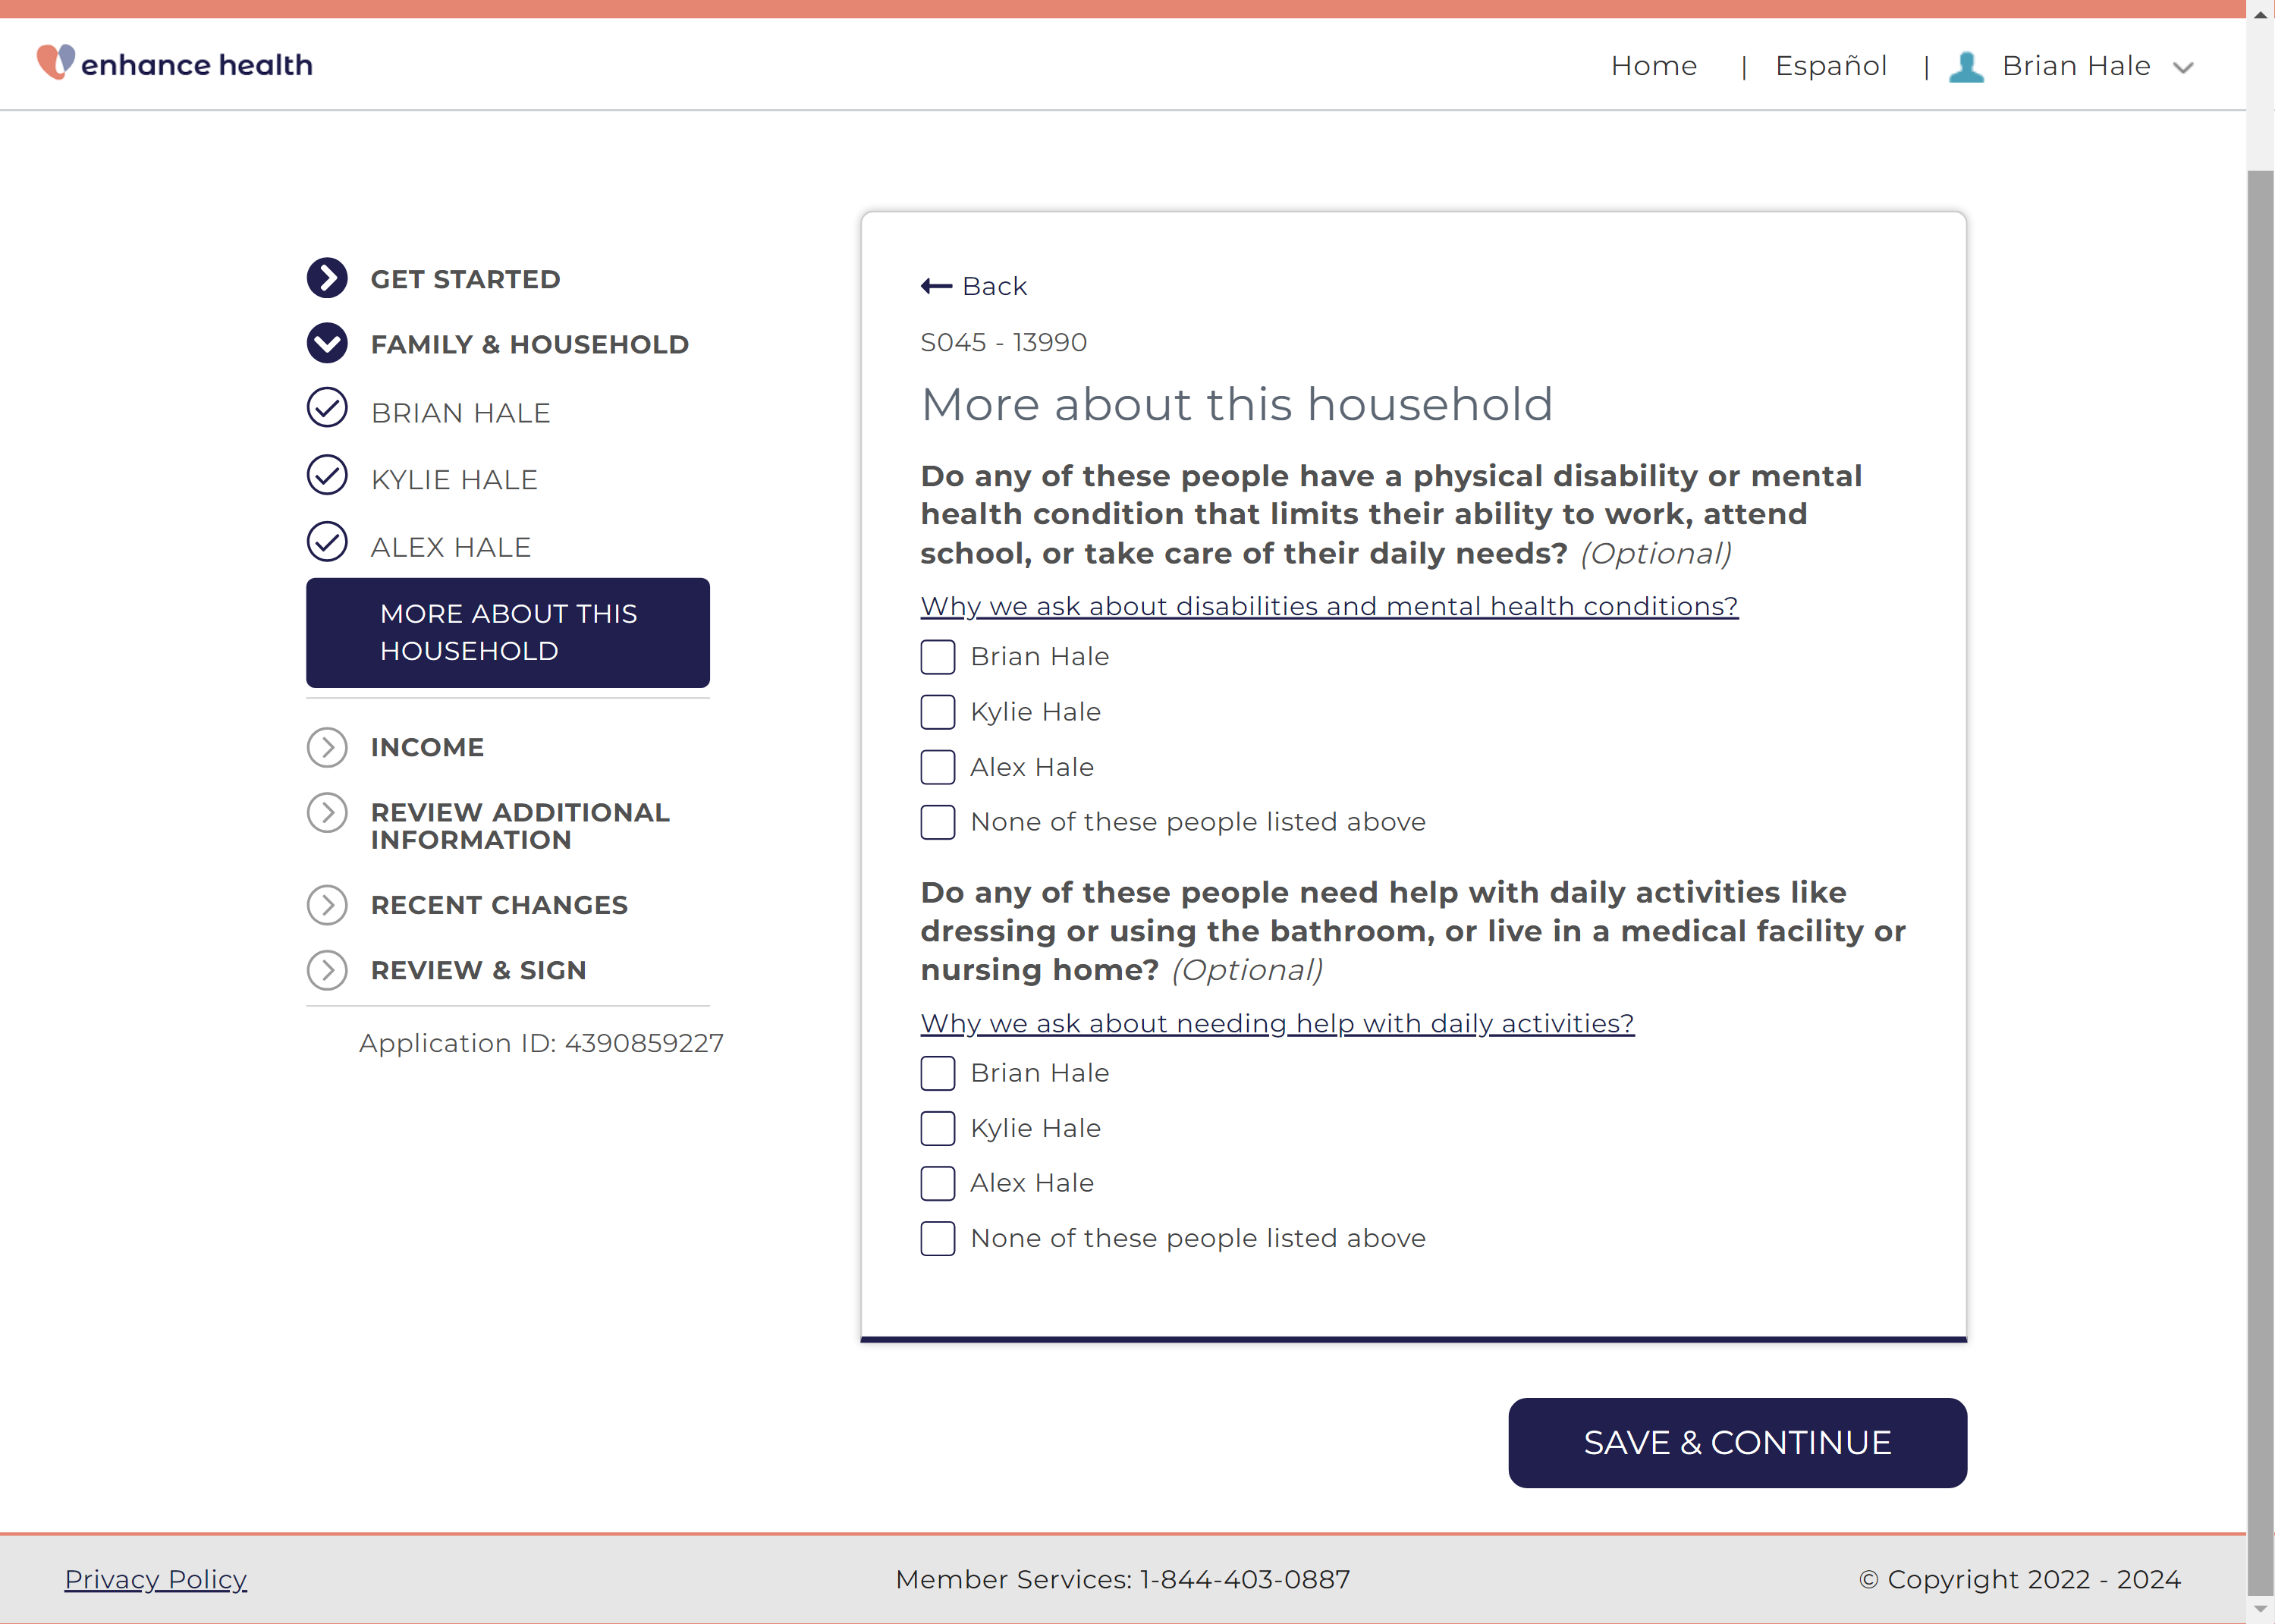 enhance health
Home | Español | Brian Hale
GET STARTED
FAMILY & HOUSEHOLD
BRIAN HALE
KYLIE HALE
ALEX HALE
MORE ABOUT THIS
HOUSEHOLD
INCOME
REVIEW ADDITIONAL
INFORMATION
RECENT CHANGES
REVIEW & SIGN
Application ID: 4390859227
Back
S045 - 13990
More about this household
Do any of these people have a physical disability or mental
health condition that limits their ability to work, attend
school, or take care of their daily needs? (Optional)
Why we ask about disabilities and mental health conditions?
Brian Hale
Kylie Hale
Alex Hale
None of these people listed above
Do any of these people need help with daily activities like
dressing or using the bathroom, or live in a medical facility or
nursing home? (Optional)
Why we ask about needing help with daily activities?
Brian Hale
Kylie Hale
Alex Hale
None of these people listed above
SAVE & CONTINUE
Privacy Policy
Member Services: 1-844-403-0887
© Copyright 2022 - 2024